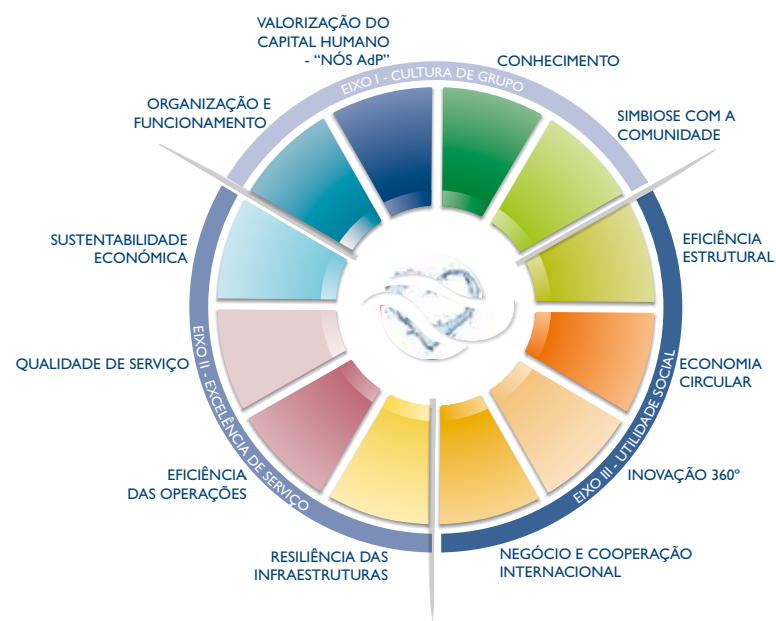 VALORIZAÇÃO DO
CAPITAL HUMANO
- “NÓS AdP”
CONHECIMENTO
EIXO I - CULTURA DE GRUPO
ORGANIZAÇÃO E
FUNCIONAMENTO
SIMBIOSE COM A
COMUNIDADE
SUSTENTABILIDADE
ECONÓMICA
EFICIÊNCIA
ESTRUTURAL
QUALIDADE DE SERVIÇO
ECONOMIA
CIRCULAR
EIXO II - EXCELÊNCIA DE SERVIÇO
EIXO III - UTILIDADE SOCIAL
EFICIÊNCIA
DAS OPERAÇÕES
INOVAÇÃO 360º
RESILIÊNCIA DAS
INFRAESTRUTURAS
NEGÓCIO E COOPERAÇÃO
INTERNACIONAL